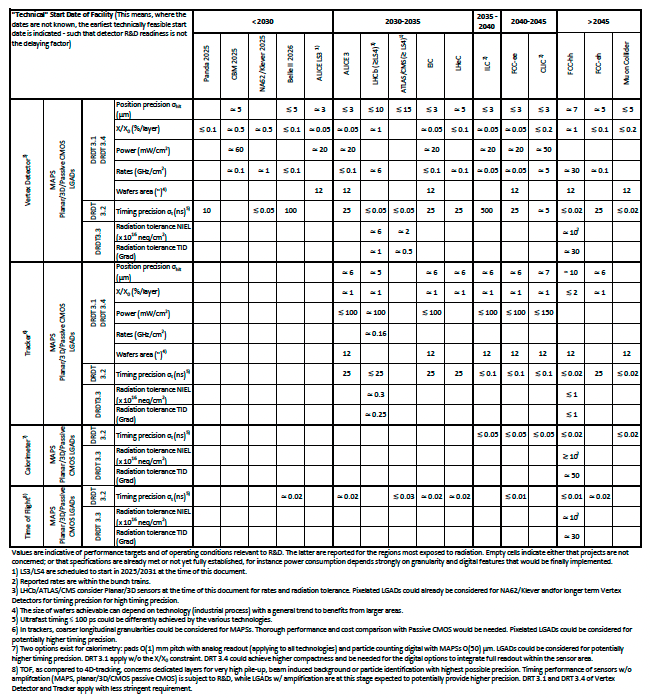 "Technical" Start Date of Facility (This means, where the dates are not known, the earliest technically feasible start date is indicated - such that detector R&D readiness is not the delaying factor)
< 2030 2030-2035 2035 - 2040 2040-2045 > 2045
Panda 2025 CBM 2025 NA62/Klever 2025 Belle II 2026 ALICE LS3 ¹⁾ ALICE 3 LHCb (≳LS4)¹⁾ ATLAS/CMS (≳ LS4)¹⁾ EIC LHeC ILC ²⁾ FCC-ee CLIC ²⁾ FCC-hh FCC-eh Muon Collider
Vertex Detector³⁾
MAPS
Planar/3D/Passive CMOS
LGADs
DRDT 3.1
DRDT 3.4
Position precision σhit (µm) ≃ 5 ≲ 5 ≃ 3 ≲ 3 ≲ 10 ≲ 15 ≲ 3 ≃ 5 ≲ 3 ≲ 3 ≲ 3 ≃ 7 ≃ 5 ≲ 5
X/X₀ (%/layer) ≲ 0.1 ≃ 0.5 ≃ 0.5 ≲ 0.1 ≃ 0.05 ≃ 0.05 ≃ 1 ≃ 0.05 ≲ 0.1 ≃ 0.05 ≃ 0.05 ≲ 0.2 ≃ 1 ≲ 0.1 ≲ 0.2
Power (mW/cm²) ≃ 60 ≃ 20 ≃ 20 ≃ 20 ≃ 20 ≃ 20 ≃ 50
Rates (GHz/cm²) ≃ 0.1 ≃ 1 ≲ 0.1 ≲ 0.1 ≃ 6 ≲ 0.1 ≃ 0.05 ≃ 0.05 ≃ 5 ≃ 30 ≃ 0.1
Wafers area (")⁴⁾ 12 12 12 12 12 12
DRDT 3.2
Timing precision σt (ns)⁵⁾ 10 ≲ 0.05 100 25 ≲ 0.05 ≲ 0.05 25 25 500 25 ≃ 5 ≲ 0.02 25 ≲ 0.02
DRDT3.3
Radiation tolerance NIEL (x 10¹⁶ neq/cm²) ≃ 6 ≃ 2 ≃ 10²
Radiation tolerance TID (Grad) ≃ 1 ≃ 0.5 ≃ 30
Tracker⁶⁾
MAPS
Planar/3D/Passive CMOS
LGADs
DRDT 3.1
DRDT 3.4
Position precision σhit (µm) ≃ 6 ≃ 5 ≃ 6 ≃ 6 ≃ 6 ≃ 6 ≃ 7 ≃ 10 ≃ 6
X/X₀ (%/layer) ≃ 1 ≃ 1 ≃ 1 ≃ 1 ≃ 1 ≃ 1 ≃ 1 ≲ 2 ≃ 1
Power (mW/cm²) ≲ 100 ≃ 100 ≲ 100 ≲ 100 ≲ 100 ≲ 150
Rates (GHz/cm²) ≃ 0.16
Wafers area (")⁴⁾ 12 12 12 12 12 12 12
DRDT 3.2
Timing precision σt (ns)⁵⁾ 25 ≲ 25 25 25 ≲ 0.1 ≲ 0.1 ≲ 0.1 ≲ 0.02 25 ≲ 0.02
DRDT3.3
Radiation tolerance NIEL (x 10¹⁶ neq/cm²) ≃ 0.3 ≲ 1
Radiation tolerance TID (Grad) ≃ 0.25 ≲ 1
Calorimeter⁷⁾
MAPS
Planar/3D/Passive
CMOS LGADs
DRDT 3.2
Timing precision σt (ns)⁵⁾ ≲ 0.05 ≲ 0.05 ≲ 0.05 ≲ 0.02 ≲ 0.02
DRDT 3.3
Radiation tolerance NIEL (x 10¹⁶ neq/cm²) ≳ 10²
Radiation tolerance TID (Grad) ≃ 50
Time of Flight⁸⁾
MAPS
Planar/3D/Passive
CMOS LGADs
DRDT 3.2
Timing precision σt (ns)⁵⁾ ≃ 0.02 ≃ 0.02 ≲ 0.03 ≃ 0.02 ≃ 0.02 ≲ 0.01 ≲ 0.01 ≃ 0.02
DRDT 3.3
Radiation tolerance NIEL (x 10¹⁶ neq/cm²) ≃ 10²
Radiation tolerance TID (Grad) ≃ 30
Values are indicative of performance targets and of operating conditions relevant to R&D. The latter are reported for the regions most exposed to radiation. Empty cells indicate either that projects are not
concerned; or that specifications are already met or not yet fully established, for instance power consumption depends strongly on granularity and digital features that would be finally implemented.
1) LS3/LS4 are scheduled to start in 2025/2031 at the time of this document.
2) Reported rates are within the bunch trains.
3) LHCb/ATLAS/CMS consider Planar/3D sensors at the time of this document for rates and radiation tolerance. Pixelated LGADs could already be considered for NA62/Klever and/or longer term Vertex
Detectors for timing precision for high timing precision.
4) The size of wafers achievable can depend on technology (industrial process) with a general trend to benefits from larger areas.
5) Ultrafast timing ≲ 100 ps could be differently achieved by the various technologies.
6) In trackers, coarser longitudinal granularities could be considered for MAPSs. Thorough performance and cost comparison with Passive CMOS would be needed. Pixelated LGADs could be considered for
potentially higher timing precision.
7) Two options exist for calorimetry: pads O(1) mm pitch with analog readout (applying to all technologies) and particle counting digital with MAPs O(50) µm. LGADs could be considered for potentially
higher timing precision. DRT 3.1 apply w/o the X/X₀ constraint. DRT 3.4 could achieve higher compactness and be needed for the digital options to integrate full readout within the sensor area.
8) TOF, as compared to 4D-tracking, concerns dedicated layers for very high pile-up, beam induced background or particle identification with highest possible precision. Timing performance of sensors w/o
amplification (MAPS, planar/3D/CMOS passive CMOS) is subject to R&D, while LGADs w/ amplification are at this stage expected to potentially provide higher precision. DRT 3.1 and DRT 3.4 of Vertex
Detector and Tracker apply with less stringent requirement.